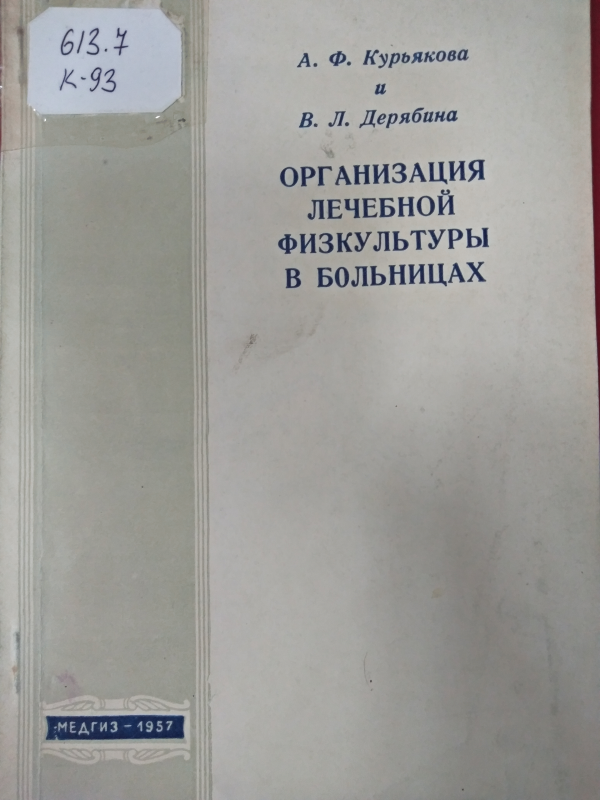 613.7
К-93
А. Ф. Курьякова
и
В. Л. Дерябина
ОРГАНИЗАЦИЯ
ЛЕЧЕБНОЙ
ФИЗКУЛЬТУРЫ
В БОЛЬНИЦАХ
МЕДГИЗ – 1957